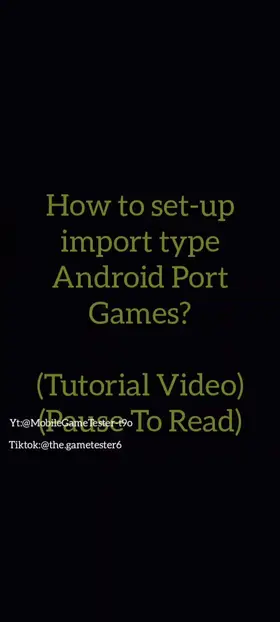 How to set-up
import type
Android Port
Games?
(Tutorial Video)
(Pause To Read)
Yt:@MobileGameTester-t9o
Tiktok:@the.gametester6